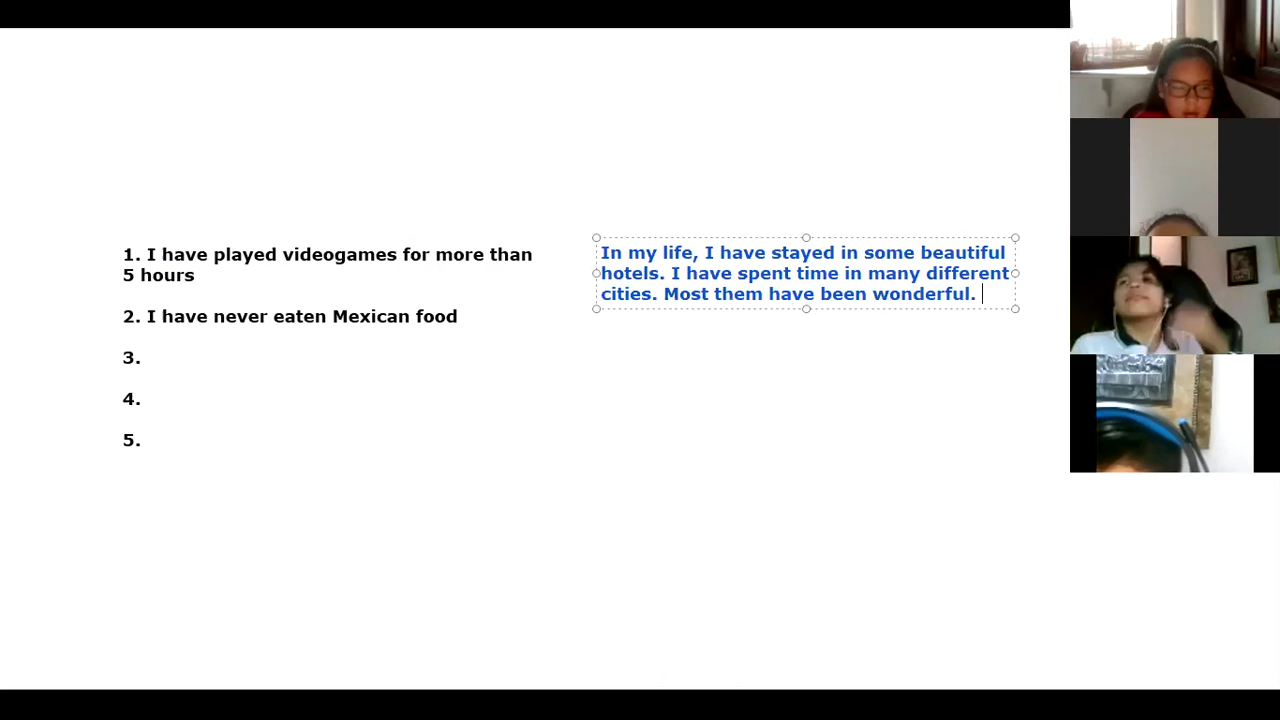 1. I have played videogames for more than
5 hours
2. I have never eaten Mexican food
3.
4.
5.
In my life, I have stayed in some beautiful
hotels. I have spent time in many different
cities. Most them have been wonderful.